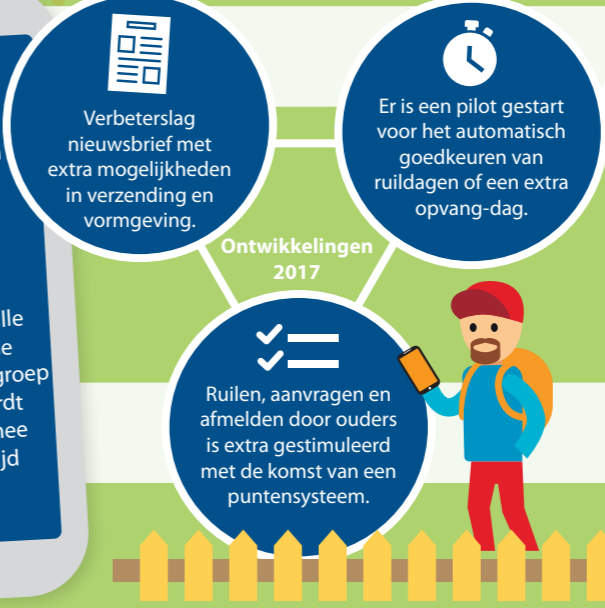 Verbeterslag
nieuwsbrief met
extra mogelijkheden
in verzending en
vormgeving.
Er is een pilot gestart
voor het automatisch
goedkeuren van
ruildagen of een extra
opvang-dag.
Ontwikkelingen
2017
Ruilen, aanvragen en
afmelden door ouders
is extra gestimuleerd
met de komst van een
puntensysteem.
groep